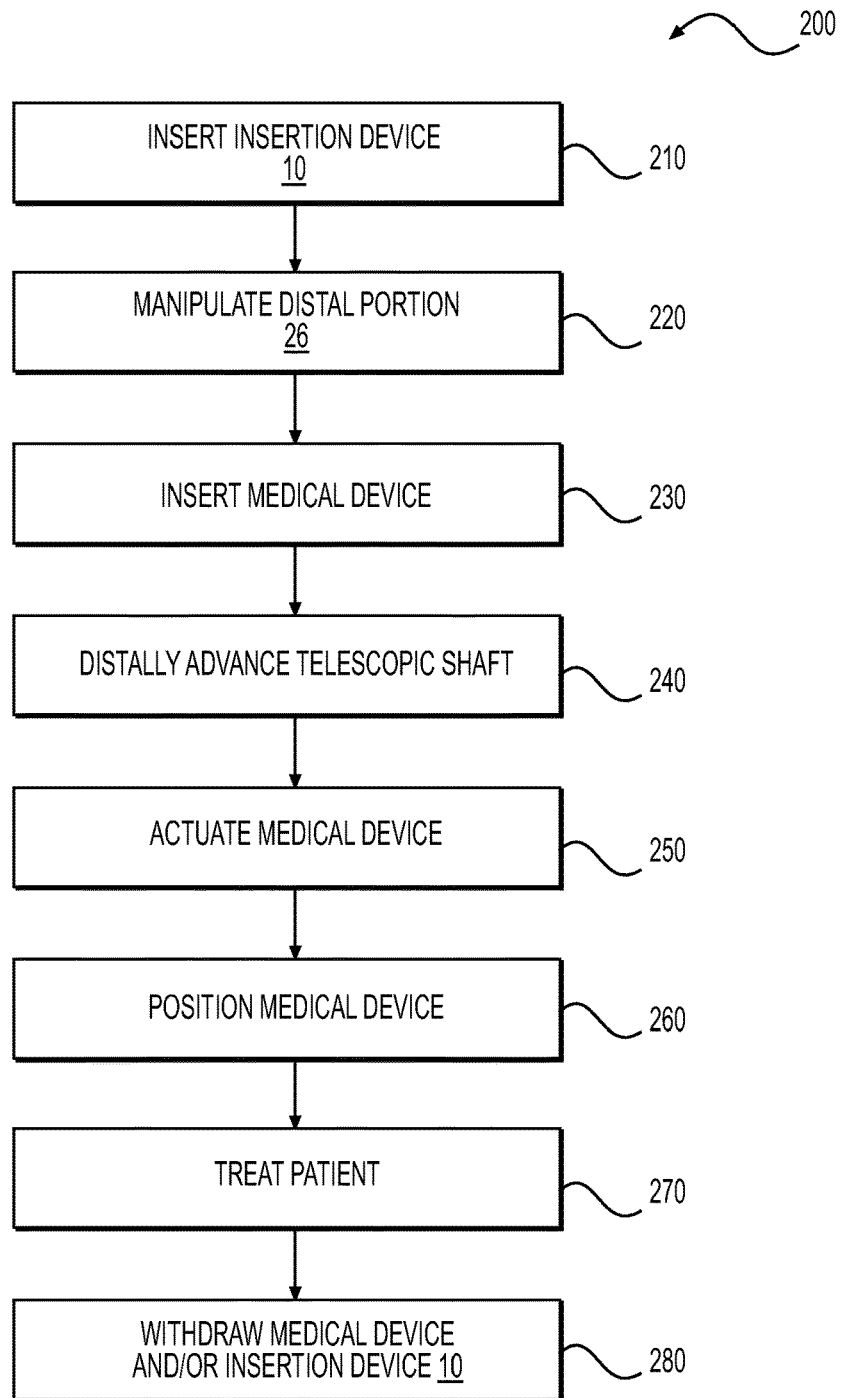 200
INSERT INSERTION DEVICE
10
210
MANIPULATE DISTAL PORTION
26
220
INSERT MEDICAL DEVICE
230
DISTALLY ADVANCE TELESCOPIC SHAFT
240
ACTUATE MEDICAL DEVICE
250
POSITION MEDICAL DEVICE
260
TREAT PATIENT
270
WITHDRAW MEDICAL DEVICE
AND/OR INSERTION DEVICE 10
280